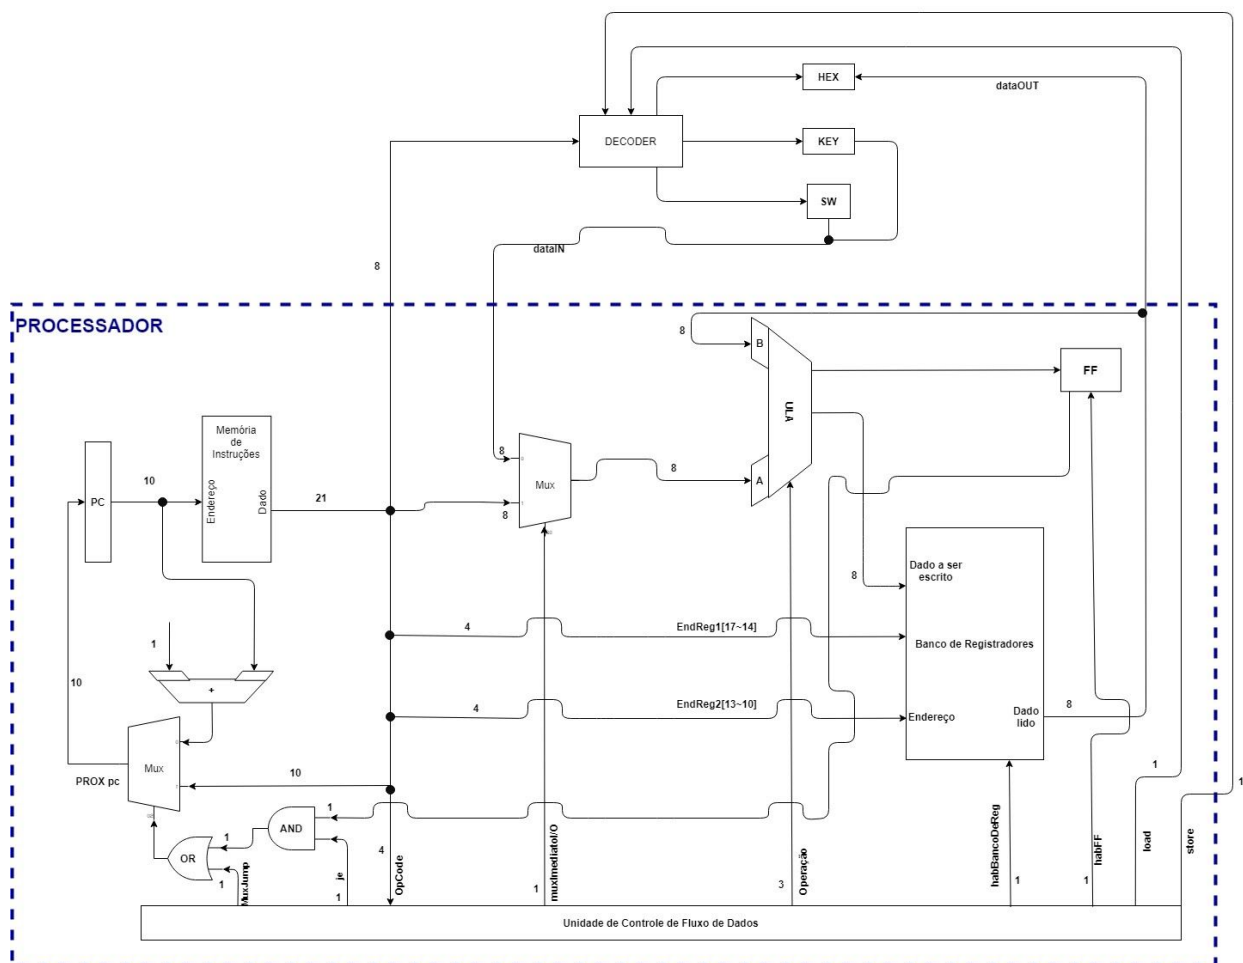 HEX
dataOUT
DECODER
KEY
SW
dataIN
8
PROCESSADOR
8
B
FF
ULA
Memória
de
Instruções
8
Mux
8
A
10
21
PC
Endereço
Dado
8
Dado a ser
escrito
8
1
4
EndReg1[17~14]
Banco de Registradores
+
10
4
EndReg2[13~10]
Endereço
Dado
lido
8
Mux
10
PROX pc
1
1
1
AND
1
OR
4
OpCode
1
MuxJump
je
1
muxImediatoI/O
1
Operação
3
habBancoDeReg
1
habFF
1
load
store
Unidade de Controle de Fluxo de Dados